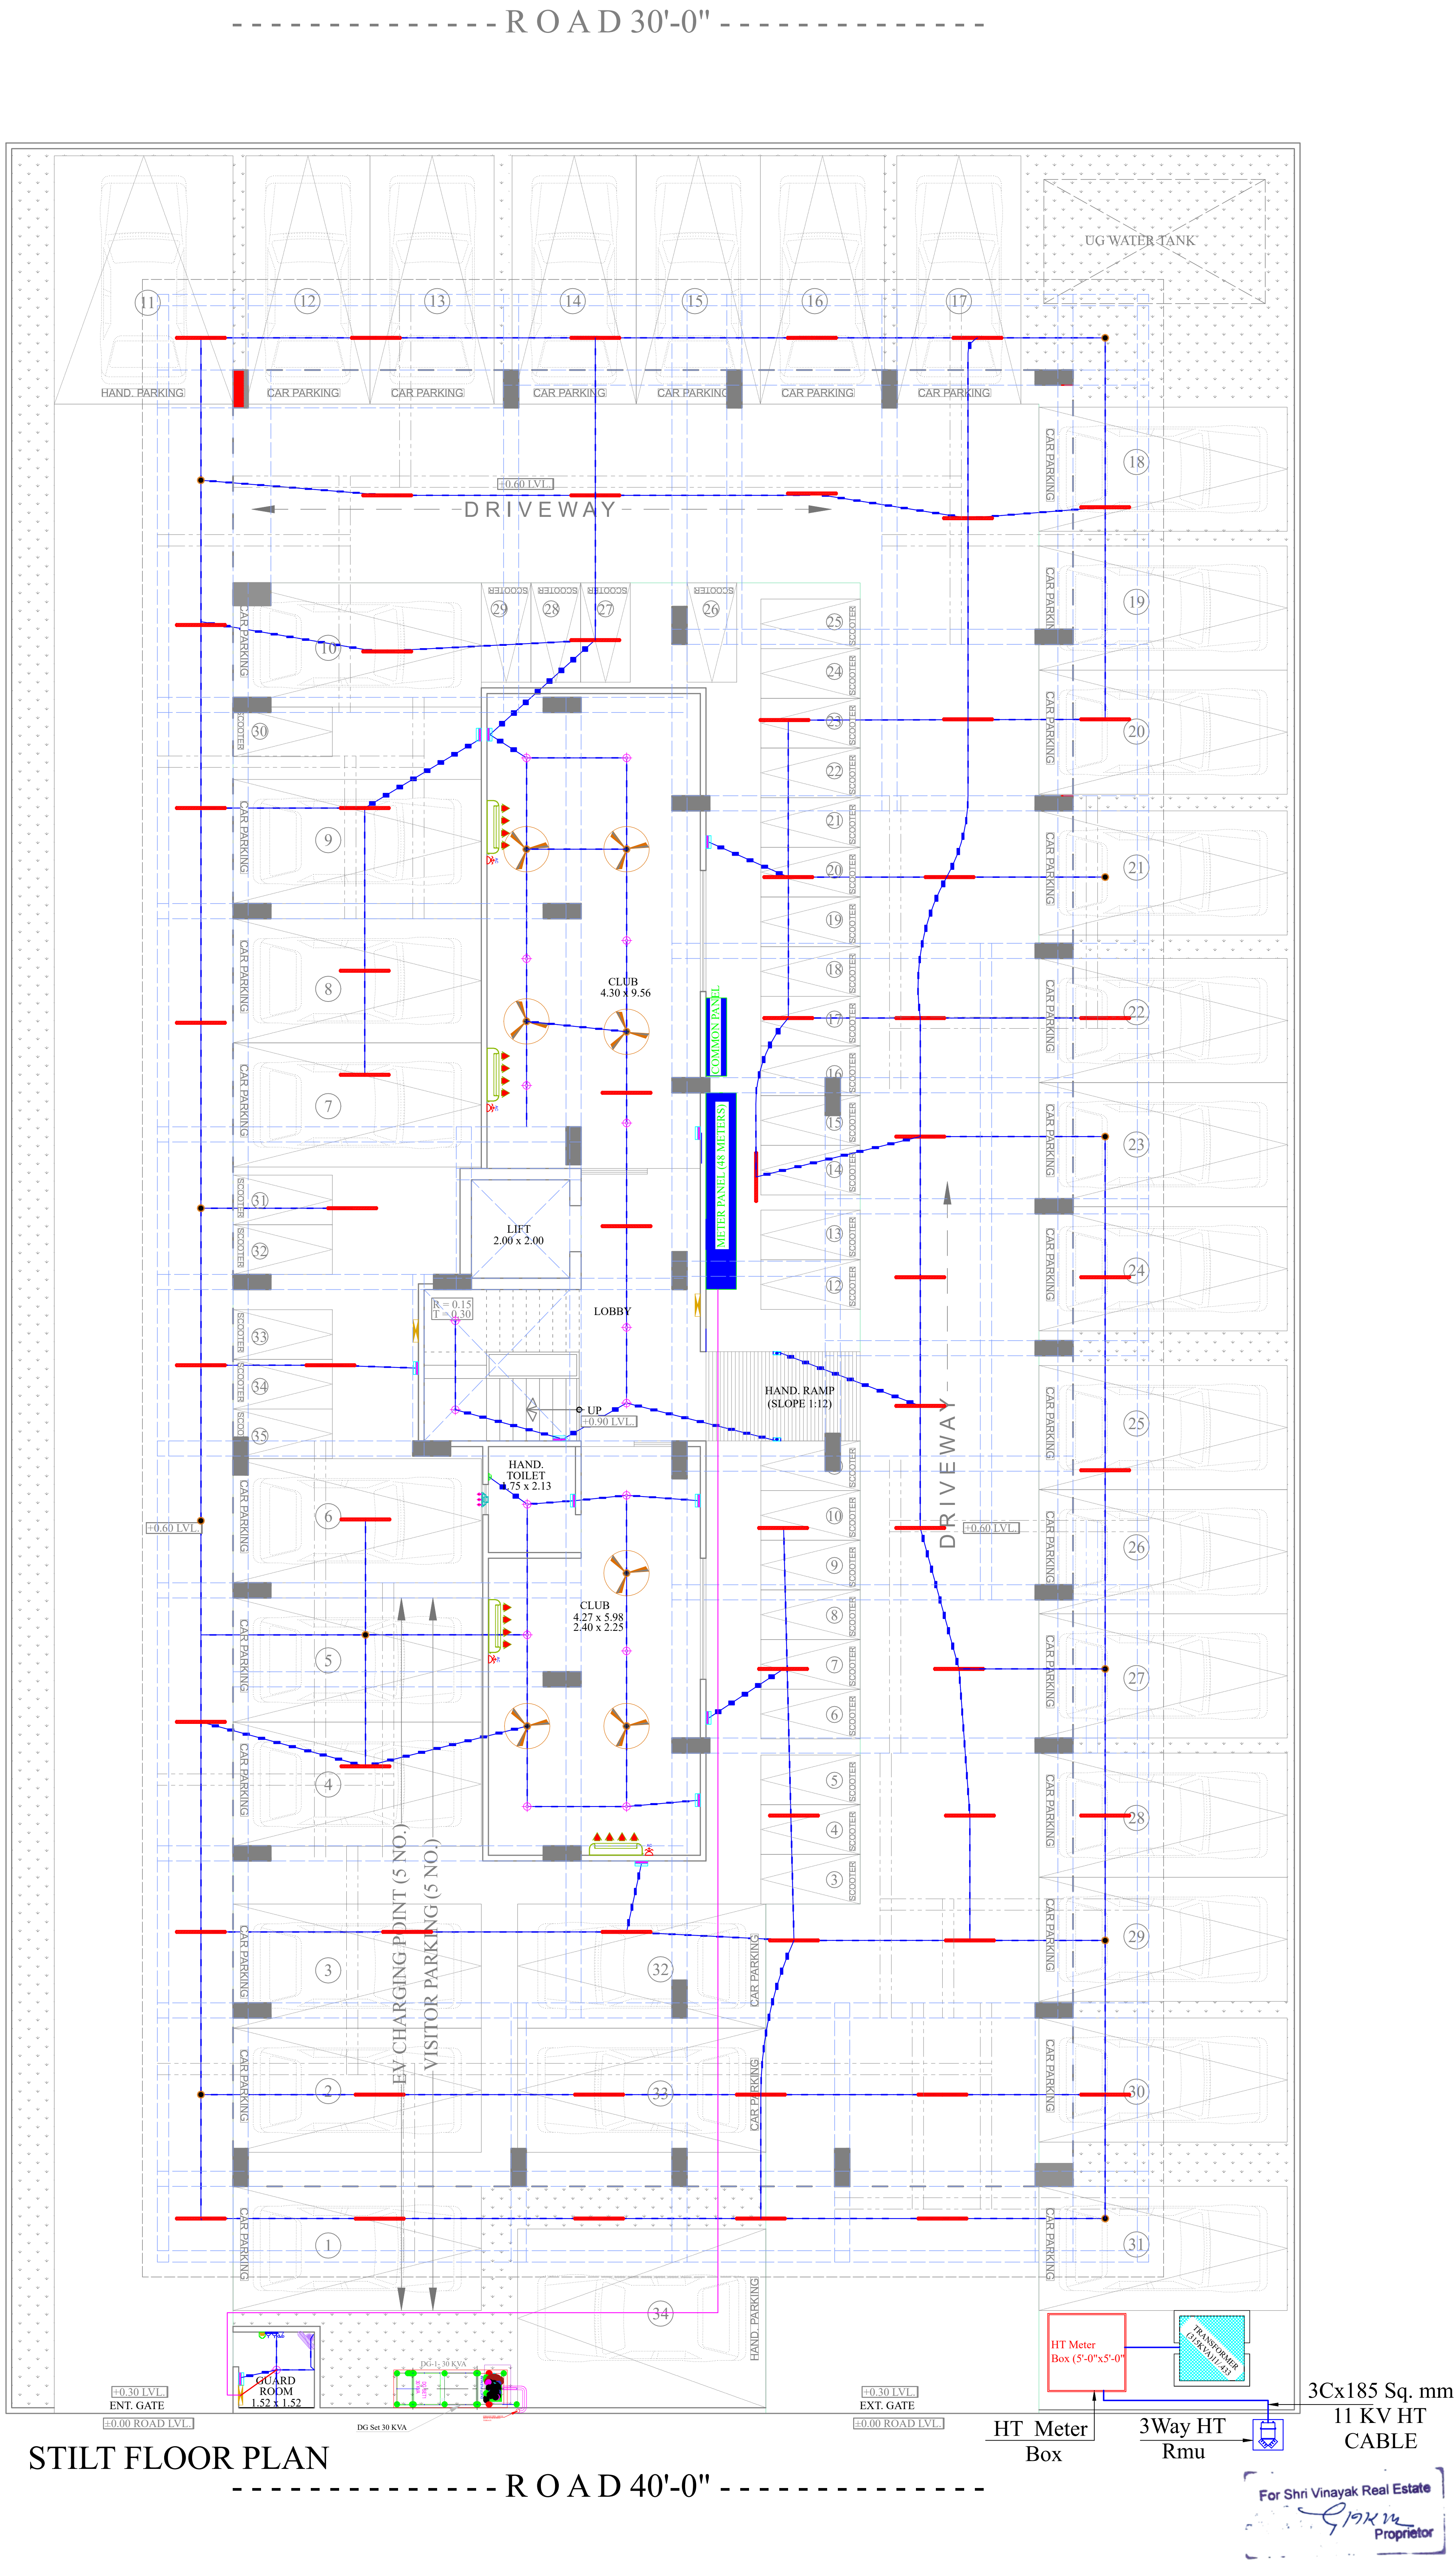 ROAD 30'-0"
UG WATER TANK
11
12
13
14
15
16
17
HAND. PARKING
CAR PARKING
CAR PARKING
CAR PARKING
CAR PARKING
CAR PARKING
CAR PARKING
18
CAR PARKING
+0.60 LVL.
DRIVEWAY
29
SCOOTER
28
SCOOTER
27
SCOOTER
26
SCOOTER
19
CAR PARKING
10
CAR PARKING
25
SCOOTER
24
SCOOTER
23
SCOOTER
22
SCOOTER
21
SCOOTER
20
SCOOTER
19
SCOOTER
18
SCOOTER
17
SCOOTER
16
SCOOTER
15
SCOOTER
14
SCOOTER
13
SCOOTER
12
SCOOTER
30
SCOOTER
20
CAR PARKING
9
CAR PARKING
21
CAR PARKING
8
CAR PARKING
CLUB
4.30 x 9.56
COMMON PANEL
22
CAR PARKING
7
CAR PARKING
METER PANEL (48 METERS)
23
CAR PARKING
31
SCOOTER
32
SCOOTER
LIFT
2.00 x 2.00
24
CAR PARKING
R = 0.15
T = 0.30
LOBBY
33
SCOOTER
34
SCOOTER
35
UP
+0.90 LVL.
HAND. RAMP
(SLOPE 1:12)
DRIVEWAY
25
CAR PARKING
HAND.
TOILET
1.75 x 2.13
6
CAR PARKING
+0.60 LVL.
10
SCOOTER
9
SCOOTER
8
SCOOTER
7
SCOOTER
6
SCOOTER
5
SCOOTER
4
SCOOTER
3
SCOOTER
+0.60 LVL.
26
CAR PARKING
CLUB
4.27 x 5.98
2.40 x 2.25
5
CAR PARKING
27
CAR PARKING
4
CAR PARKING
28
CAR PARKING
EV CHARGING POINT (5 NO.)
VISITOR PARKING (5 NO.)
3
CAR PARKING
32
CAR PARKING
29
CAR PARKING
2
CAR PARKING
33
CAR PARKING
30
CAR PARKING
1
CAR PARKING
34
HAND. PARKING
31
CAR PARKING
HT Meter
Box (5'-0"x5'-0"
TRANSFORMER
(315KVA)11/.433
GUARD
ROOM
1.52 x 1.52
DG-1- 30 KVA
DG Set 30 KVA
+0.30 LVL.
ENT. GATE
±0.00 ROAD LVL.
+0.30 LVL.
EXT. GATE
±0.00 ROAD LVL.
HT Meter
Box
3Way HT
Rmu
3Cx185 Sq. mm
11 KV HT
CABLE
STILT FLOOR PLAN
ROAD 40'-0"
For Shri Vinayak Real Estate
Proprietor